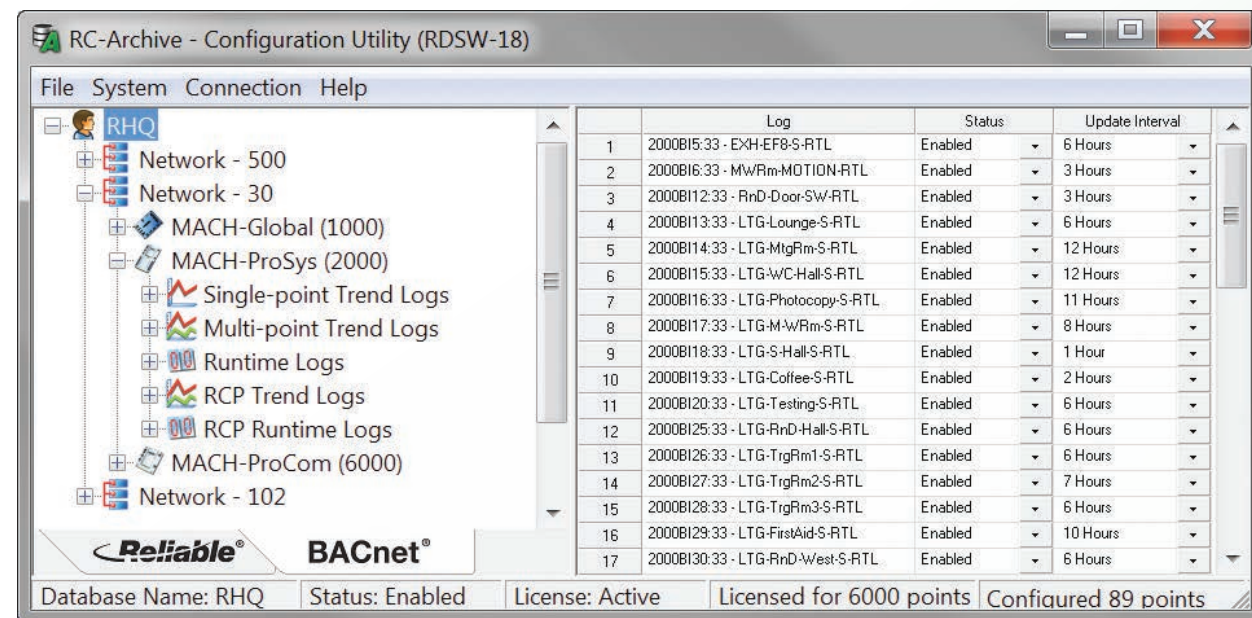 RC-Archive - Configuration Utility (RDSW-18)
File System Connection Help
RHQ
Network - 500
Network - 30
MACH-Global (1000)
MACH-ProSys (2000)
Single-point Trend Logs
Multi-point Trend Logs
Runtime Logs
RCP Trend Logs
RCP Runtime Logs
MACH-ProCom (6000)
Network - 102
Reliable® BACnet®
Log Status Update Interval
1 2000BI5:33 - EXH-EF8-S-RTL Enabled 6 Hours
2 2000BI6:33 - MWRm-MOTION-RTL Enabled 3 Hours
3 2000BI12:33 - RnD-Door-SW-RTL Enabled 3 Hours
4 2000BI13:33 - LTG-Lounge-S-RTL Enabled 6 Hours
5 2000BI14:33 - LTG-MtgRm-S-RTL Enabled 12 Hours
6 2000BI15:33 - LTG-WC-Hall-S-RTL Enabled 12 Hours
7 2000BI16:33 - LTG-Photocopy-S-RTL Enabled 11 Hours
8 2000BI17:33 - LTG-M-WRm-S-RTL Enabled 8 Hours
9 2000BI18:33 - LTG-S-Hall-S-RTL Enabled 1 Hour
10 2000BI19:33 - LTG-Coffee-S-RTL Enabled 2 Hours
11 2000BI20:33 - LTG-Testing-S-RTL Enabled 6 Hours
12 2000BI25:33 - LTG-RnD-Hall-S-RTL Enabled 6 Hours
13 2000BI26:33 - LTG-TrgRm1-S-RTL Enabled 6 Hours
14 2000BI27:33 - LTG-TrgRm2-S-RTL Enabled 7 Hours
15 2000BI28:33 - LTG-TrgRm3-S-RTL Enabled 6 Hours
16 2000BI29:33 - LTG-FirstAid-S-RTL Enabled 10 Hours
17 2000BI30:33 - LTG-RnD-West-S-RTL Enabled 6 Hours
Database Name: RHQ Status: Enabled License: Active Licensed for 6000 points Configured 89 points